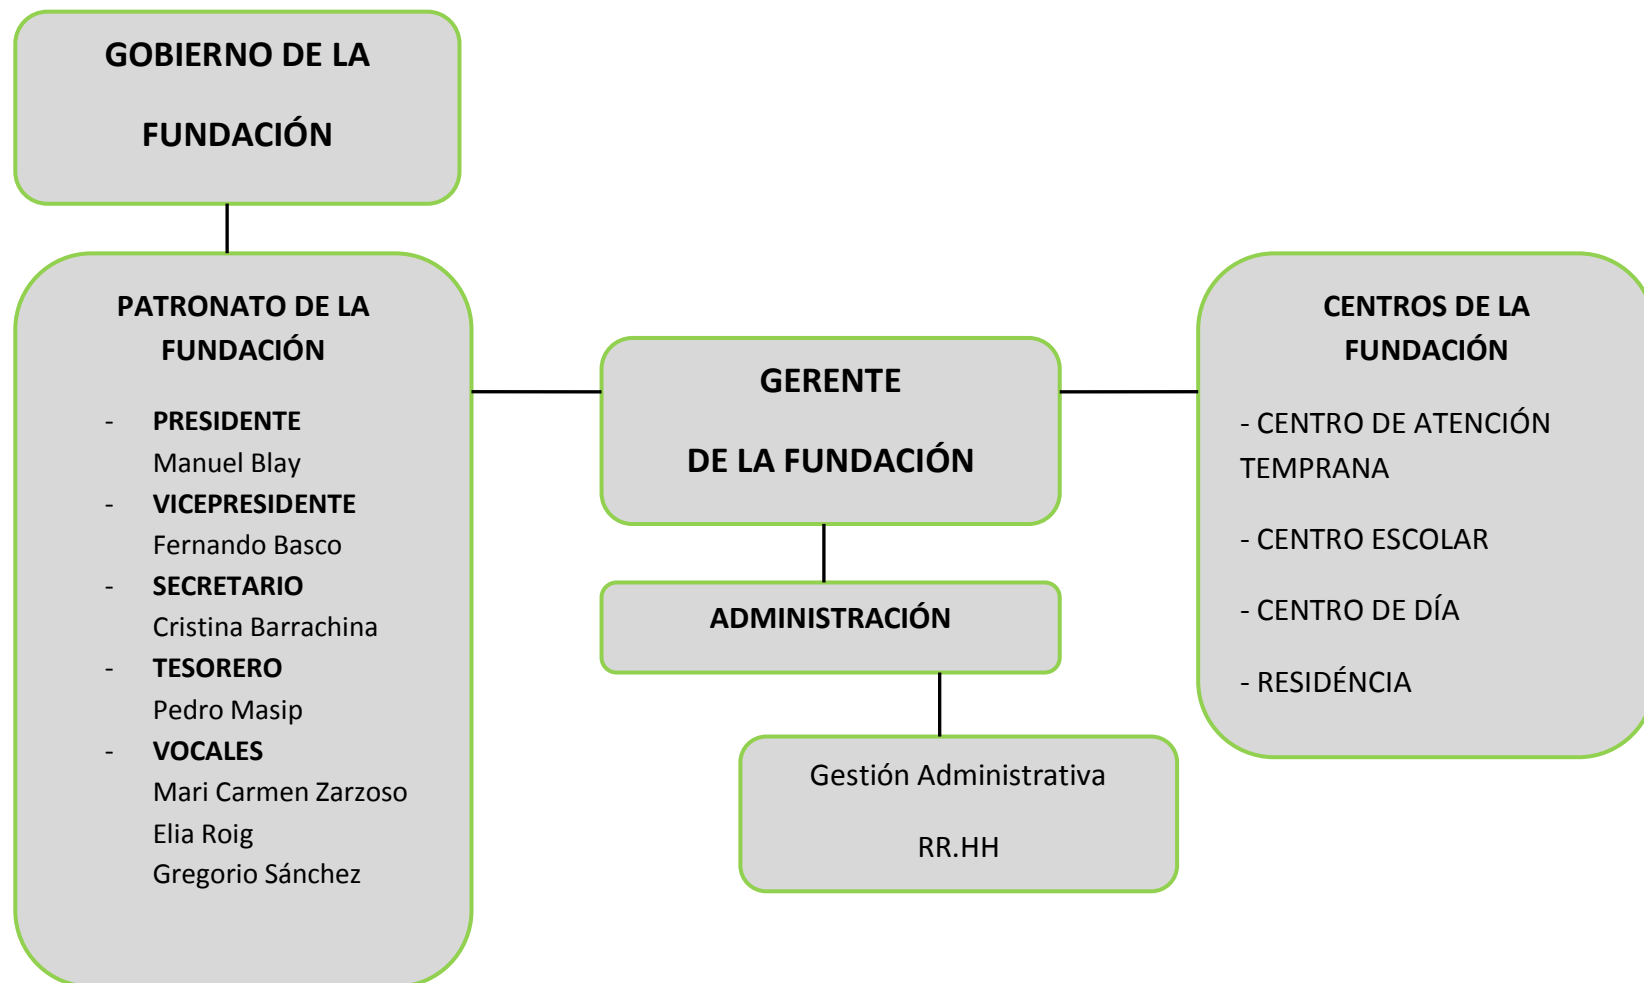 GOBIERNO DE LA
FUNDACIÓN
PATRONATO DE LA
FUNDACIÓN
- PRESIDENTE
Manuel Blay
- VICEPRESIDENTE
Fernando Basco
- SECRETARIO
Cristina Barrachina
- TESORERO
Pedro Masip
- VOCALES
Mari Carmen Zarzoso
Elia Roig
Gregorio Sánchez
GERENTE
DE LA FUNDACIÓN
ADMINISTRACIÓN
Gestión Administrativa
RR.HH
CENTROS DE LA
FUNDACIÓN
- CENTRO DE ATENCIÓN
TEMPRANA
- CENTRO ESCOLAR
- CENTRO DE DÍA
- RESIDÉNCIA